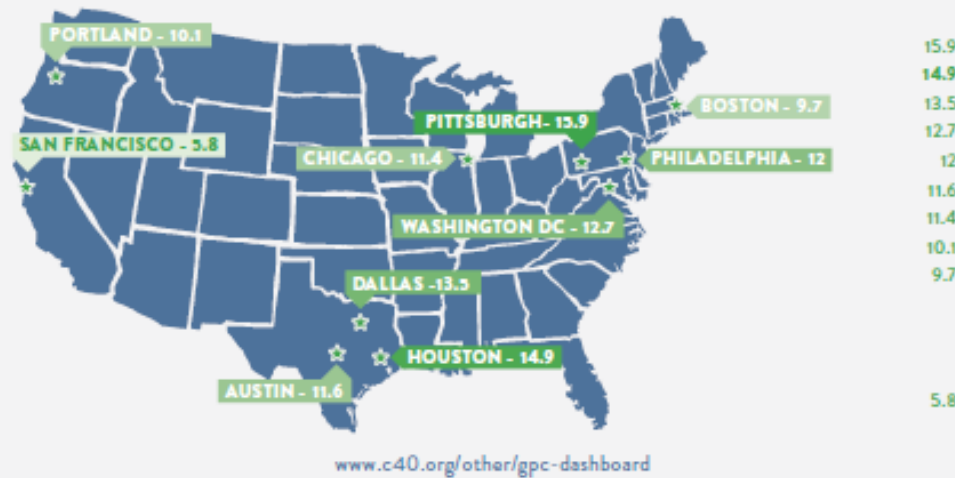 PORTLAND - 10.1
15.9
14.9
BOSTON - 9.7
13.5
PITTSBURGH- 15.9
12.7
SAN FRANCISCO - 5.8
CHICAGO - 11.4
PHILADELPHIA - 12
12
11.6
WASHINGTON DC - 12.7
11.4
10.1
9.7
DALLAS -13.5
HOUSTON - 14.9
AUSTIN - 11.6
5.8
www.c40.org/other/gpc-dashboard